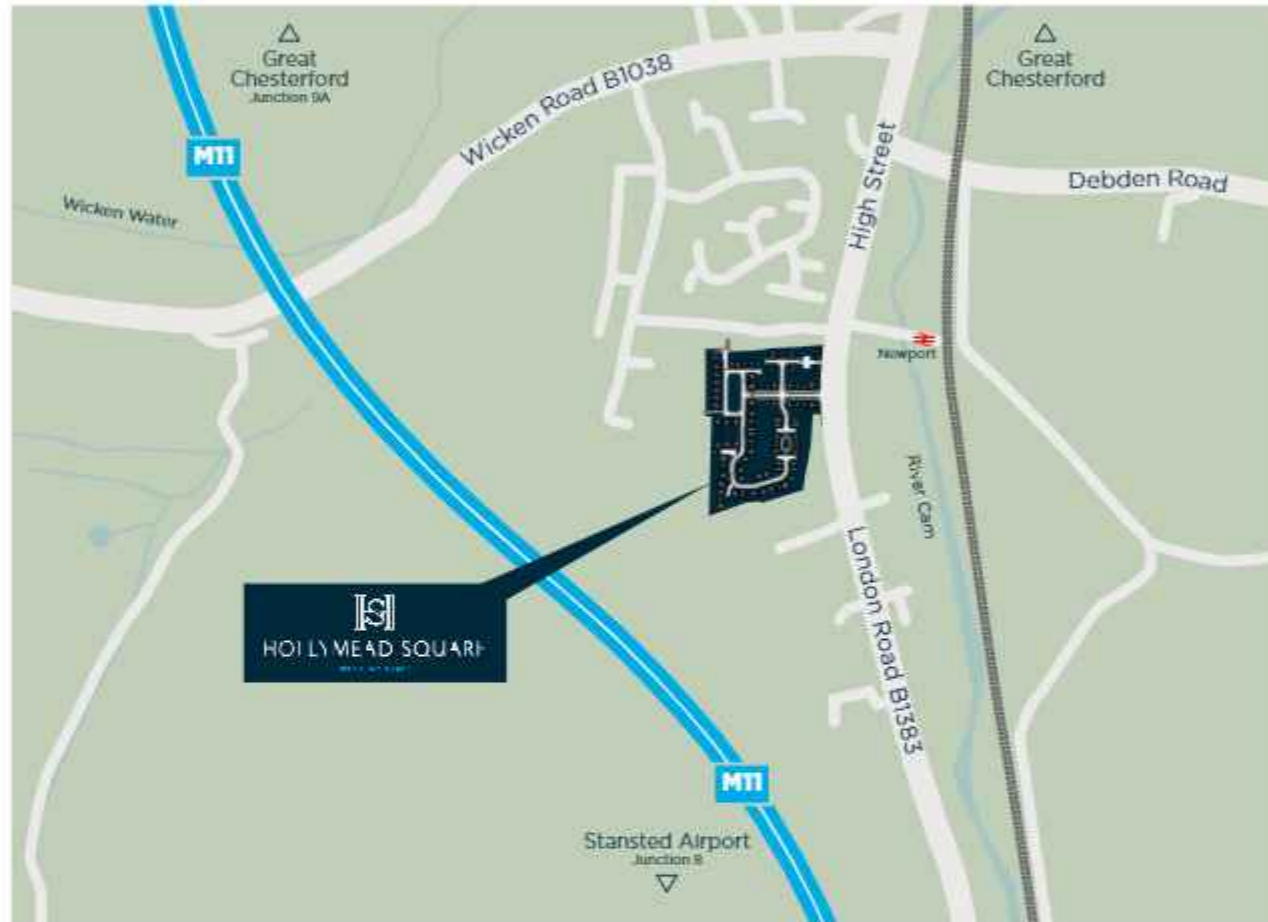 Great
Chesterford
Junction 9A
Great
Chesterford
Wicken Road B1038
M11
High Street
Debden Road
Wicken Water
Newport
River Cam
HOLLYMEAD SQUARE
London Road B1383
M11
Stansted Airport
Junction 8